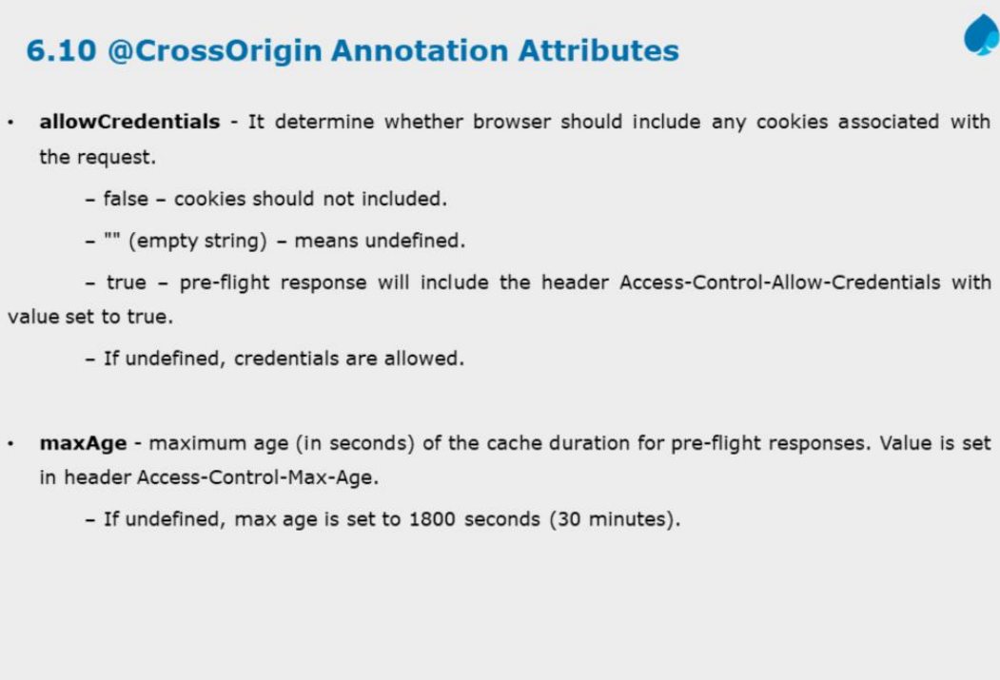 6.10 @CrossOrigin Annotation Attributes
• allowCredentials - It determine whether browser should include any cookies associated with
the request.
– false – cookies should not included.
– "" (empty string) – means undefined.
– true – pre-flight response will include the header Access-Control-Allow-Credentials with
value set to true.
– If undefined, credentials are allowed.
• maxAge - maximum age (in seconds) of the cache duration for pre-flight responses. Value is set
in header Access-Control-Max-Age.
– If undefined, max age is set to 1800 seconds (30 minutes).